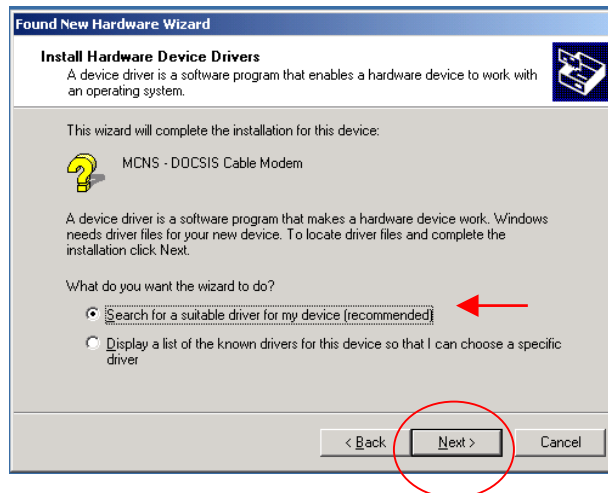 Found New Hardware Wizard
Install Hardware Device Drivers
A device driver is a software program that enables a hardware device to work with
an operating system.
This wizard will complete the installation for this device:
MCNS - DOCSIS Cable Modem
A device driver is a software program that makes a hardware device work. Windows
needs driver files for your new device. To locate driver files and complete the
installation click Next.
What do you want the wizard to do?
Search for a suitable driver for my device (recommended)
Display a list of the known drivers for this device so that I can choose a specific
driver
< Back Next > Cancel